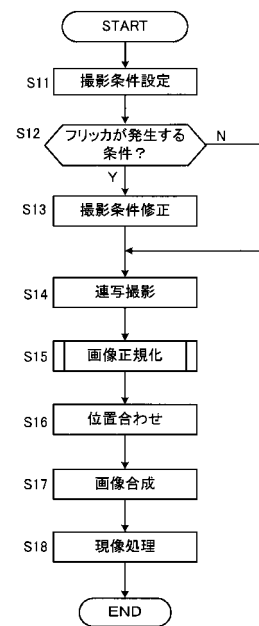 START
S11 撮影条件設定
S12 フリッカが発生する
条件？
N
Y
S13 撮影条件修正
S14 連写撮影
S15 画像正規化
S16 位置合わせ
S17 画像合成
S18 現像処理
END